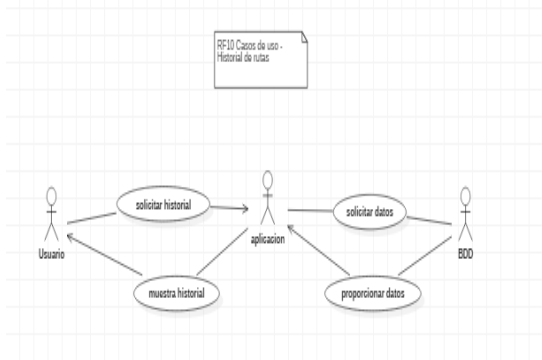 RF10 Casos de uso -
Historial de rutas
solicitar historial
solicitar datos
Usuario
aplicacion
BDD
muestra historial
proporcionar datos